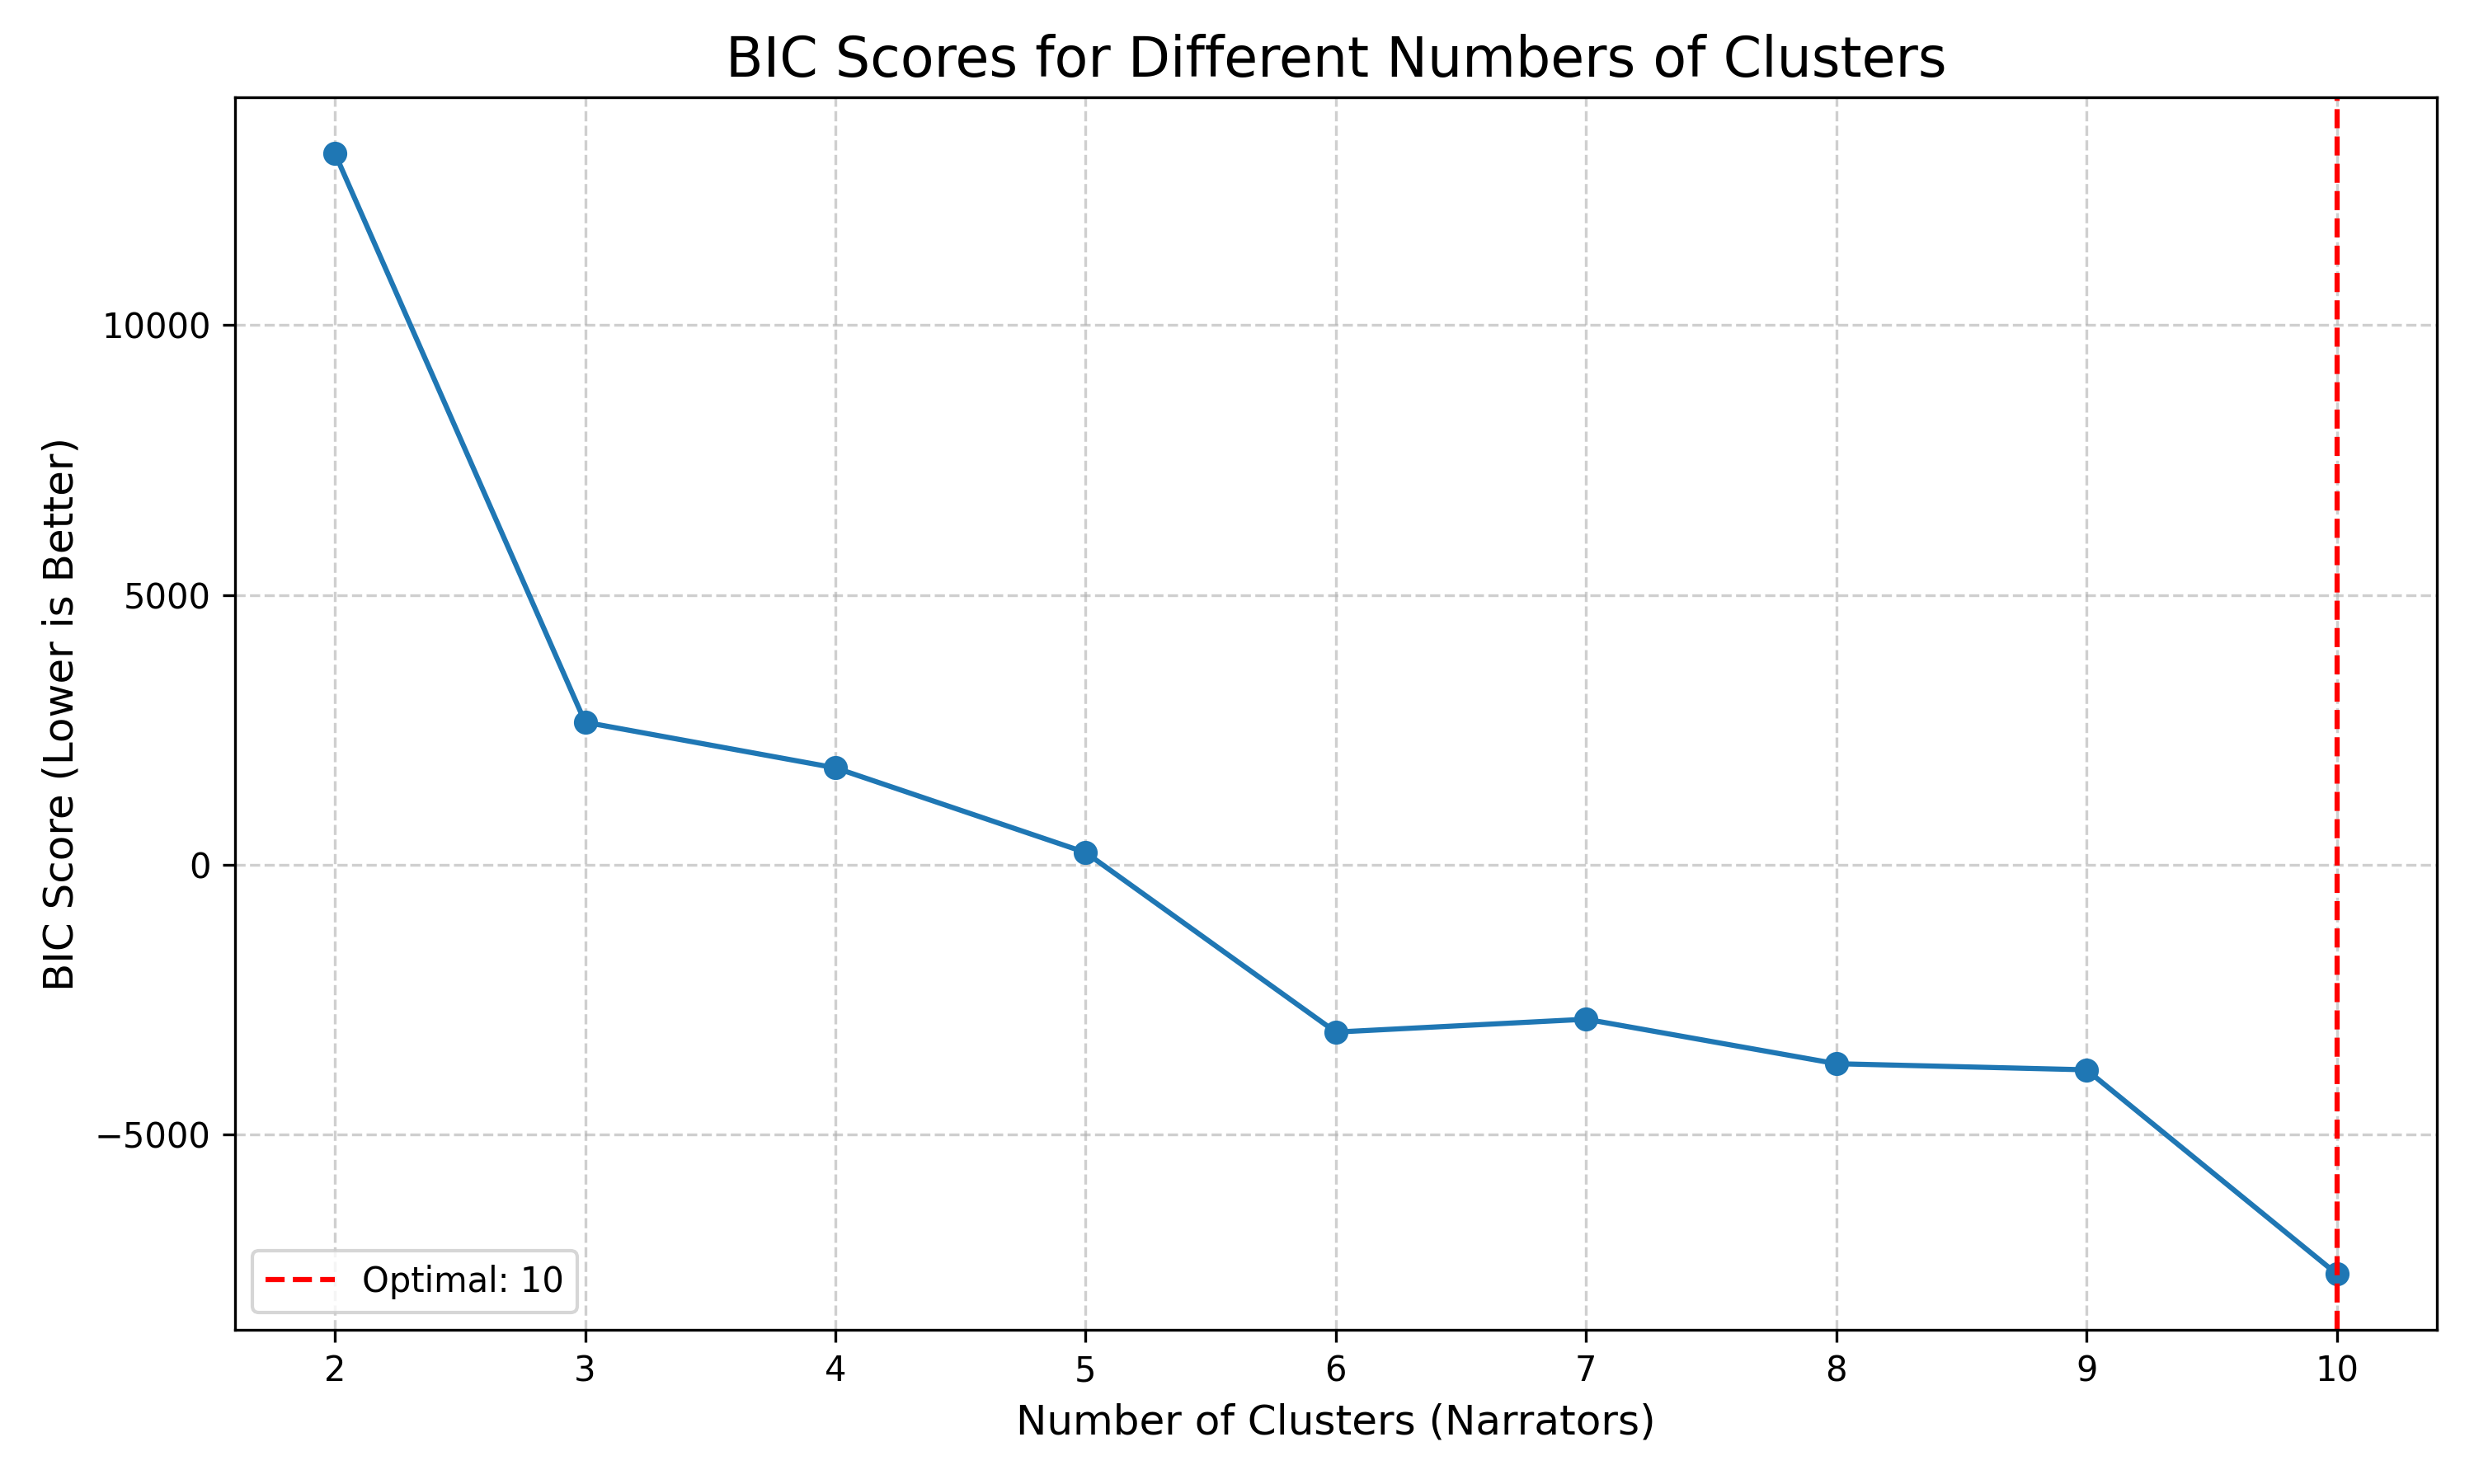 BIC Scores for Different Numbers of Clusters
BIC Score (Lower is Better)
10000
5000
0
−5000
Optimal: 10
2 3 4 5 6 7 8 9 10
Number of Clusters (Narrators)